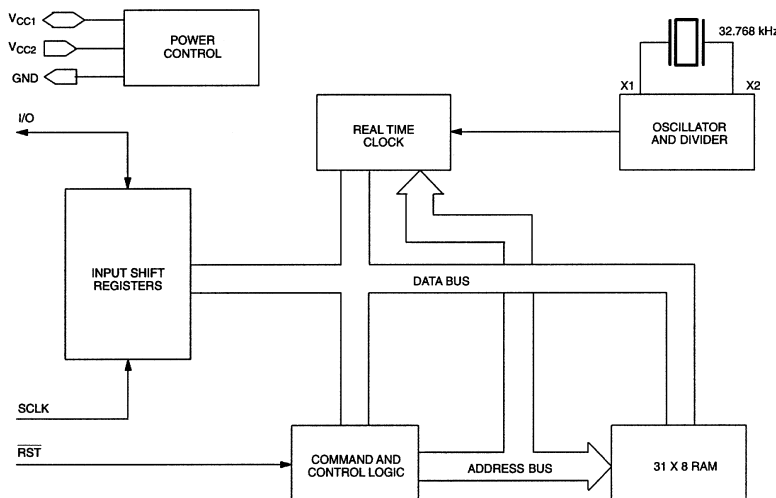 VCC1
VCC2
GND
POWER
CONTROL
32.768 kHz
X1
X2
I/O
REAL TIME
CLOCK
OSCILLATOR
AND DIVIDER
INPUT SHIFT
REGISTERS
DATA BUS
SCLK
RST
COMMAND AND
CONTROL LOGIC
ADDRESS BUS
31 X 8 RAM